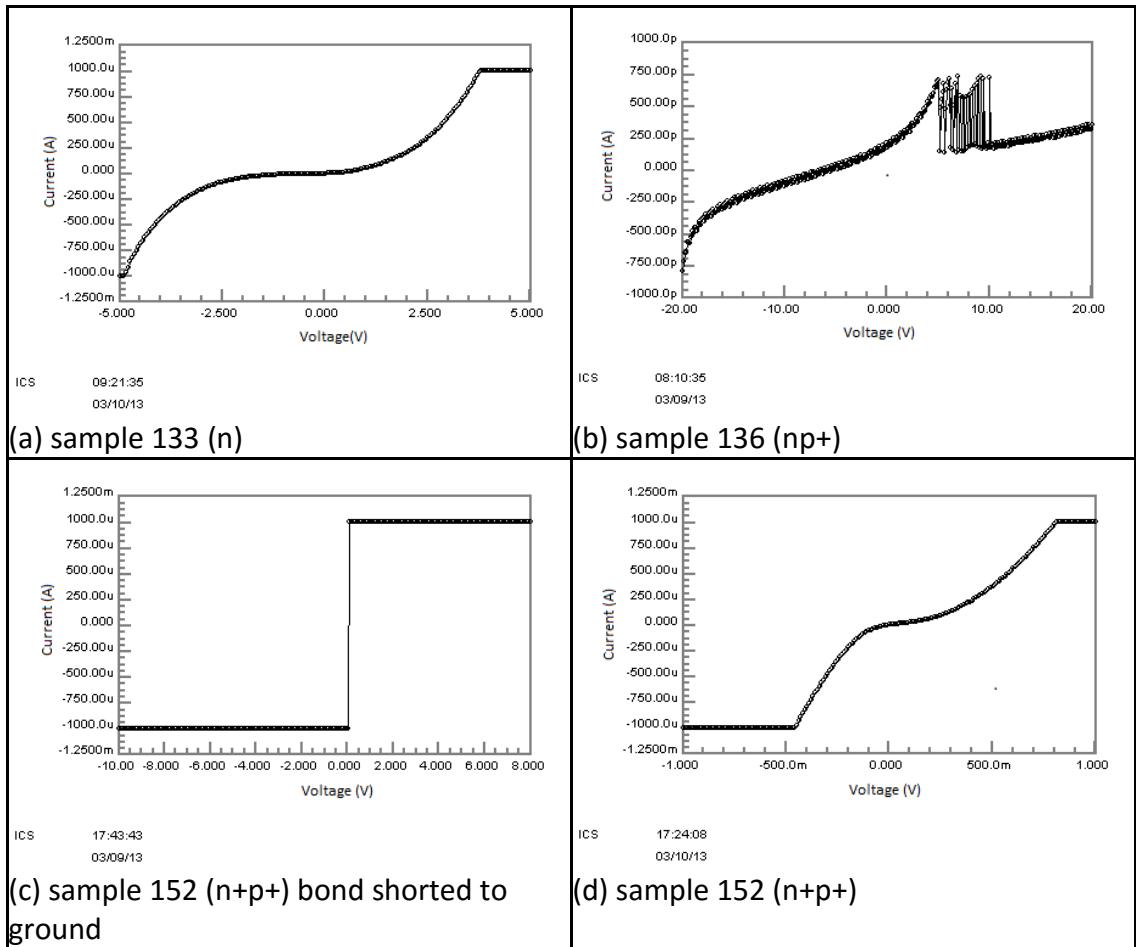 1.2500m
1000.0u
750.00u
500.00u
250.00u
0.000
-250.00u
-500.00u
-750.00u
-1000.0u
-1.2500m
Current (A)
-5.000 -2.500 0.000 2.500 5.000
Voltage(V)
ICS 09:21:35
03/10/13
(a) sample 133 (n)
1000.0p
750.00p
500.00p
250.00p
0.000
-250.00p
-500.00p
-750.00p
-1000.0p
Current (A)
-20.00 -10.00 0.000 10.00 20.00
Voltage (V)
ICS 08:10:35
03/09/13
(b) sample 136 (np+)
1.2500m
1000.0u
750.00u
500.00u
250.00u
0.000
-250.00u
-500.00u
-750.00u
-1000.0u
-1.2500m
Current (A)
-10.00 -8.000 -6.000 -4.000 -2.000 0.000 2.000 4.000 6.000 8.000
Voltage (V)
ICS 17:43:43
03/09/13
(c) sample 152 (n+p+) bond shorted to
ground
1.2500m
1000.0u
750.00u
500.00u
250.00u
0.000
-250.00u
-500.00u
-750.00u
-1000.0u
-1.2500m
Current (A)
-1.000 -500.0m 0.000 500.0m 1.000
Voltage (V)
ICS 17:24:08
03/10/13
(d) sample 152 (n+p+)